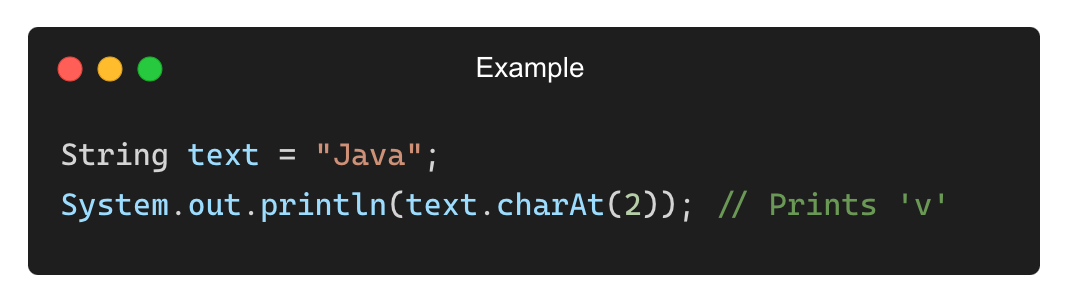 Example
String text = "Java";
System.out.println(text.charAt(2)); // Prints 'v'